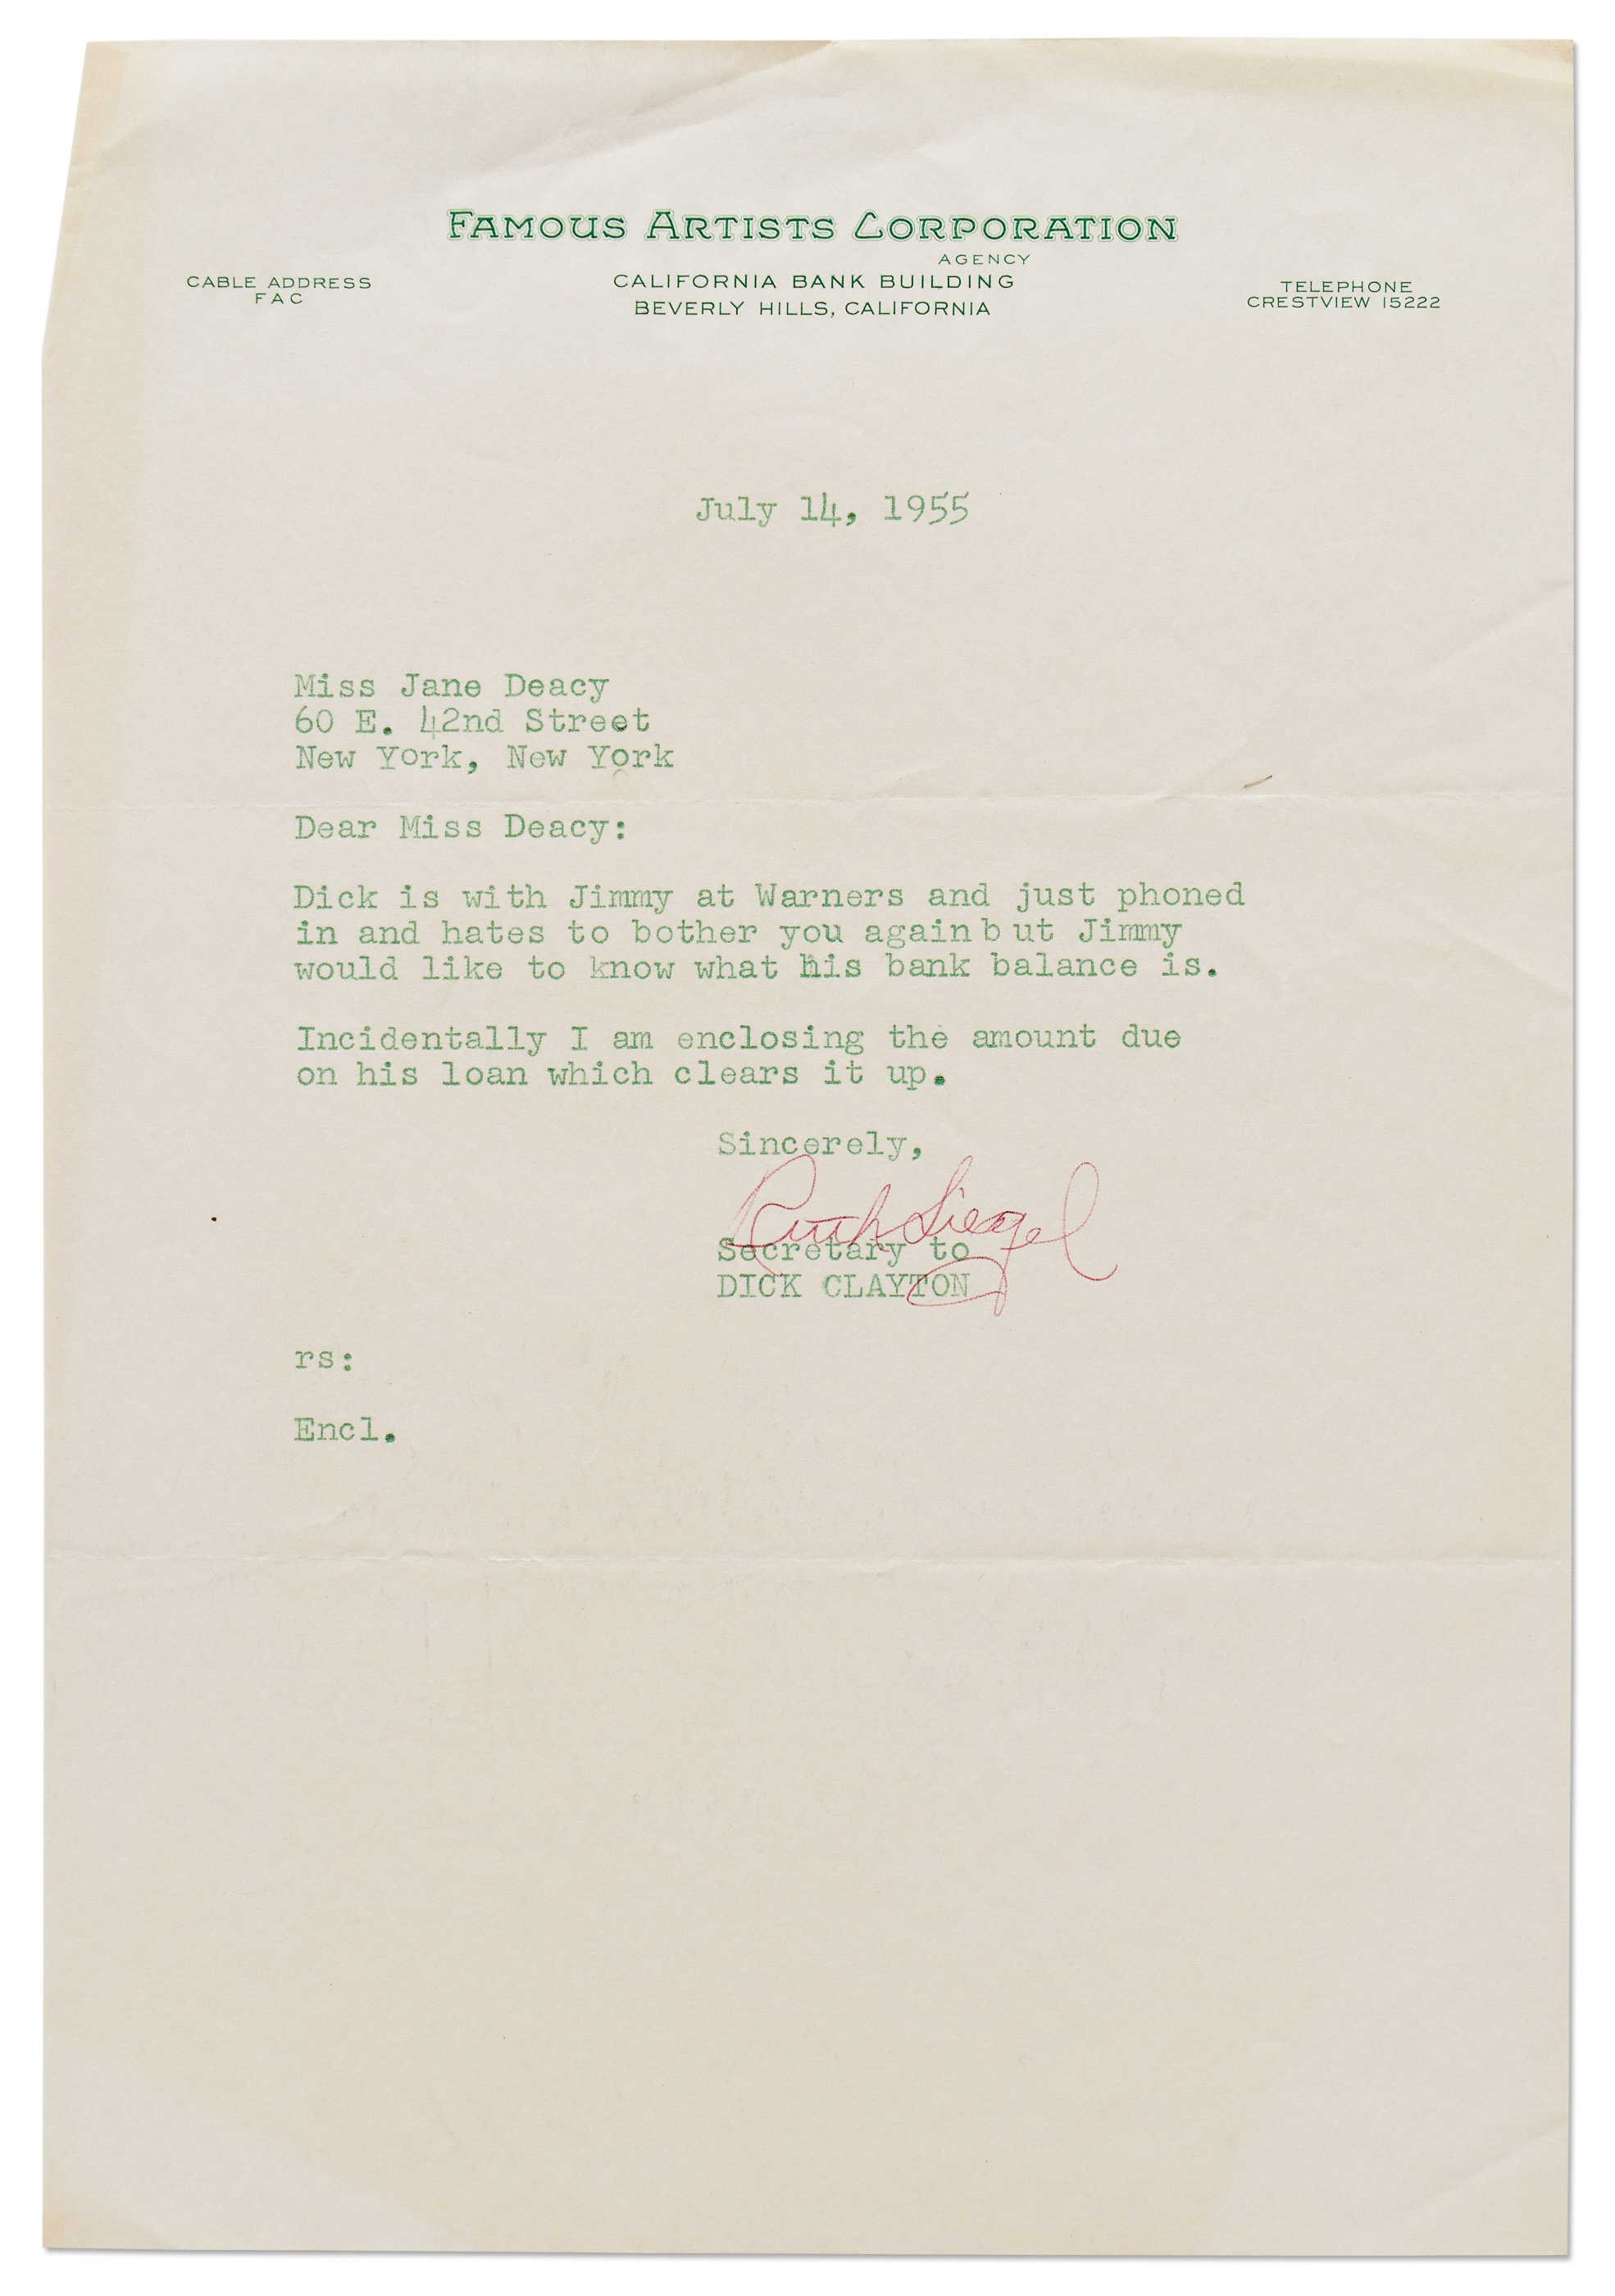 FAMOUS ARTISTS CORPORATION
AGENCY
CABLE ADDRESS
FAC
CALIFORNIA BANK BUILDING
BEVERLY HILLS, CALIFORNIA
TELEPHONE
CRESTVIEW 15222
July 14, 1955
Miss Jane Deacy
60 E. 42nd Street
New York, New York
Dear Miss Deacy:
Dick is with Jimmy at Warners and just phoned
in and hates to bother you again but Jimmy
would like to know what his bank balance is.
Incidentally I am enclosing the amount due
on his loan which clears it up.
Sincerely,
Ruth Siegel
Secretary to
DICK CLAYTON
rs:
Encl.